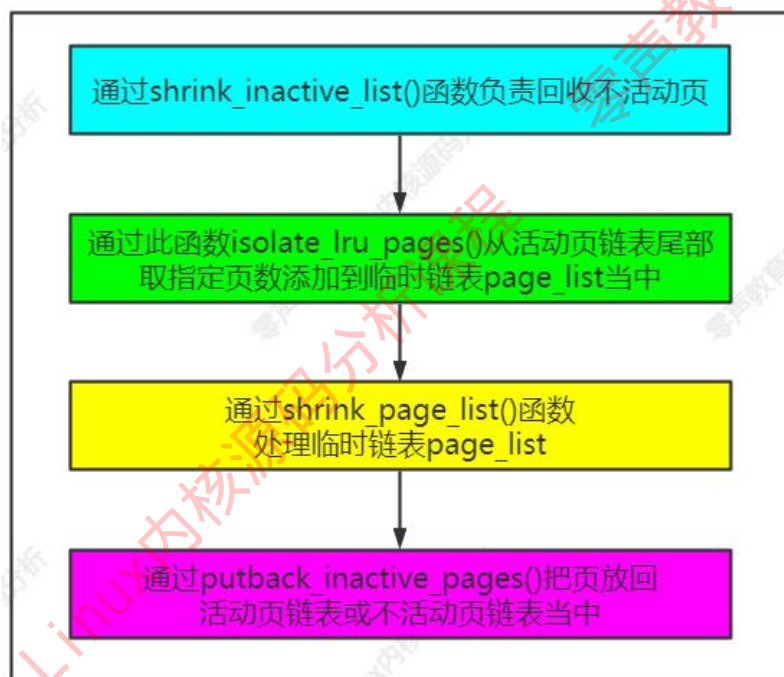 通过shrink_inactive_list()函数负责回收不活动页
通过此函数isolate_lru_pages()从活动页链表尾部
取指定页数添加到临时链表page_list当中
通过shrink_page_list()函数
处理临时链表page_list
通过putback_inactive_pages()把页放回
活动页链表或不活动页链表当中
Linux内核源码分析课程
零声教